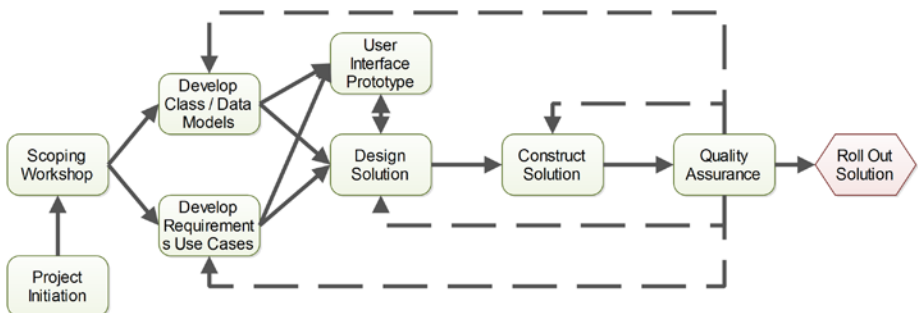 User
Interface
Prototype
Develop
Class / Data
Models
Scoping
Workshop
Design
Solution
Construct
Solution
Quality
Assurance
Roll Out
Solution
Develop
Requirement
s Use Cases
Project
Initiation